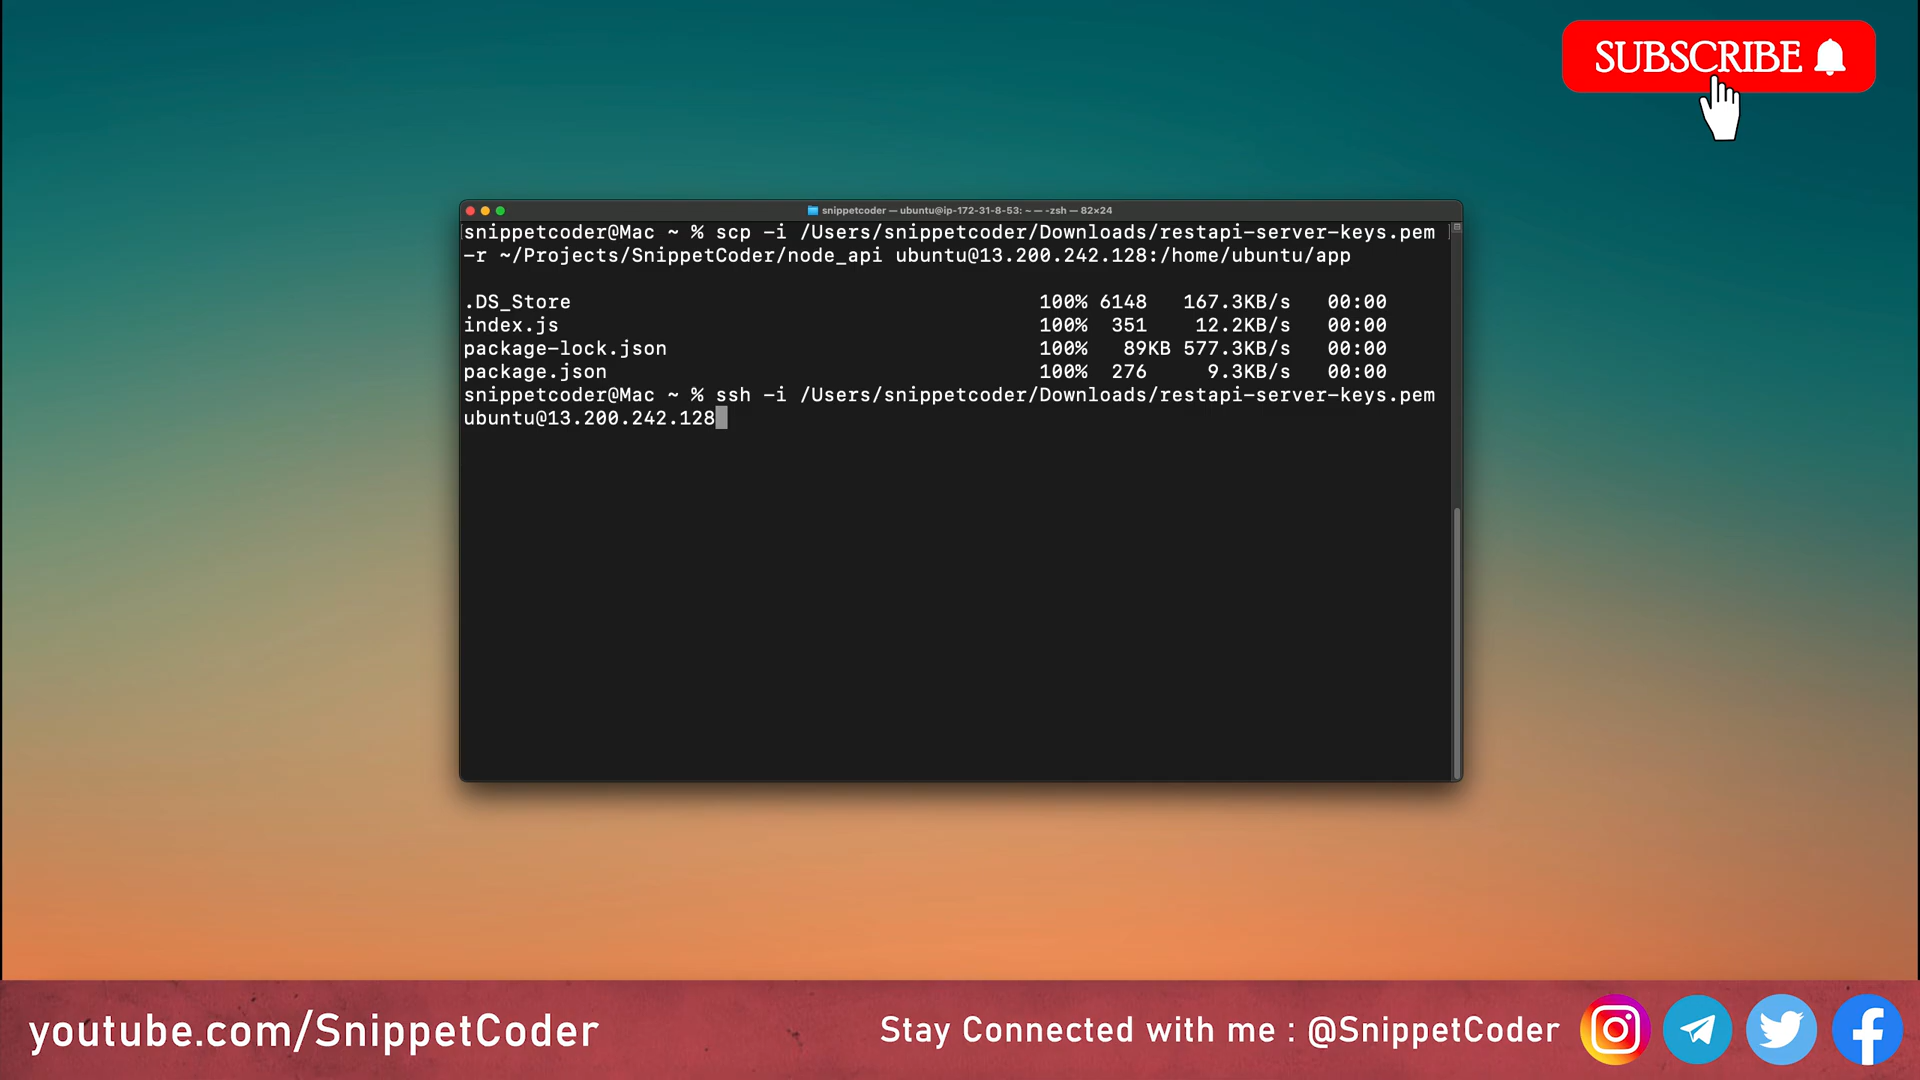 SUBSCRIBE
snippetcoder — ubuntu@ip-172-31-8-53: ~ — -zsh — 82×24
snippetcoder@Mac ~ % scp -i /Users/snippetcoder/Downloads/restapi-server-keys.pem
-r ~/Projects/SnippetCoder/node_api ubuntu@13.200.242.128:/home/ubuntu/app
.DS_Store 100% 6148 167.3KB/s 00:00
index.js 100% 351 12.2KB/s 00:00
package-lock.json 100% 89KB 577.3KB/s 00:00
package.json 100% 276 9.3KB/s 00:00
snippetcoder@Mac ~ % ssh -i /Users/snippetcoder/Downloads/restapi-server-keys.pem
ubuntu@13.200.242.128
youtube.com/SnippetCoder
Stay Connected with me : @SnippetCoder